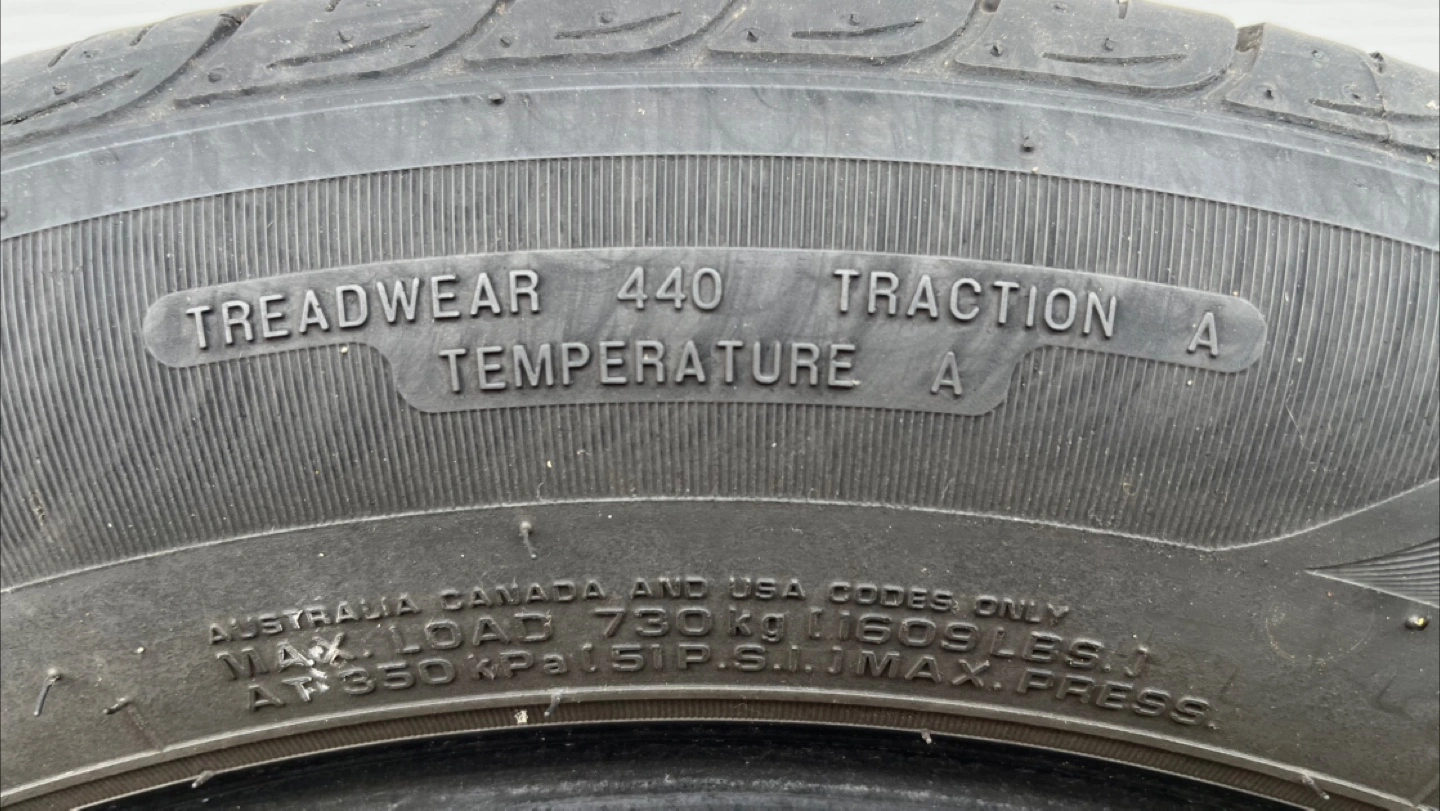 TREADWEAR 440 TRACTION A
TEMPERATURE A
AUSTRALIA CANADA AND USA CODES ONLY
MAX. LOAD 730 kg [1609 LBS.]
AT 350 kPa [51 P.S.I.] MAX. PRESS.